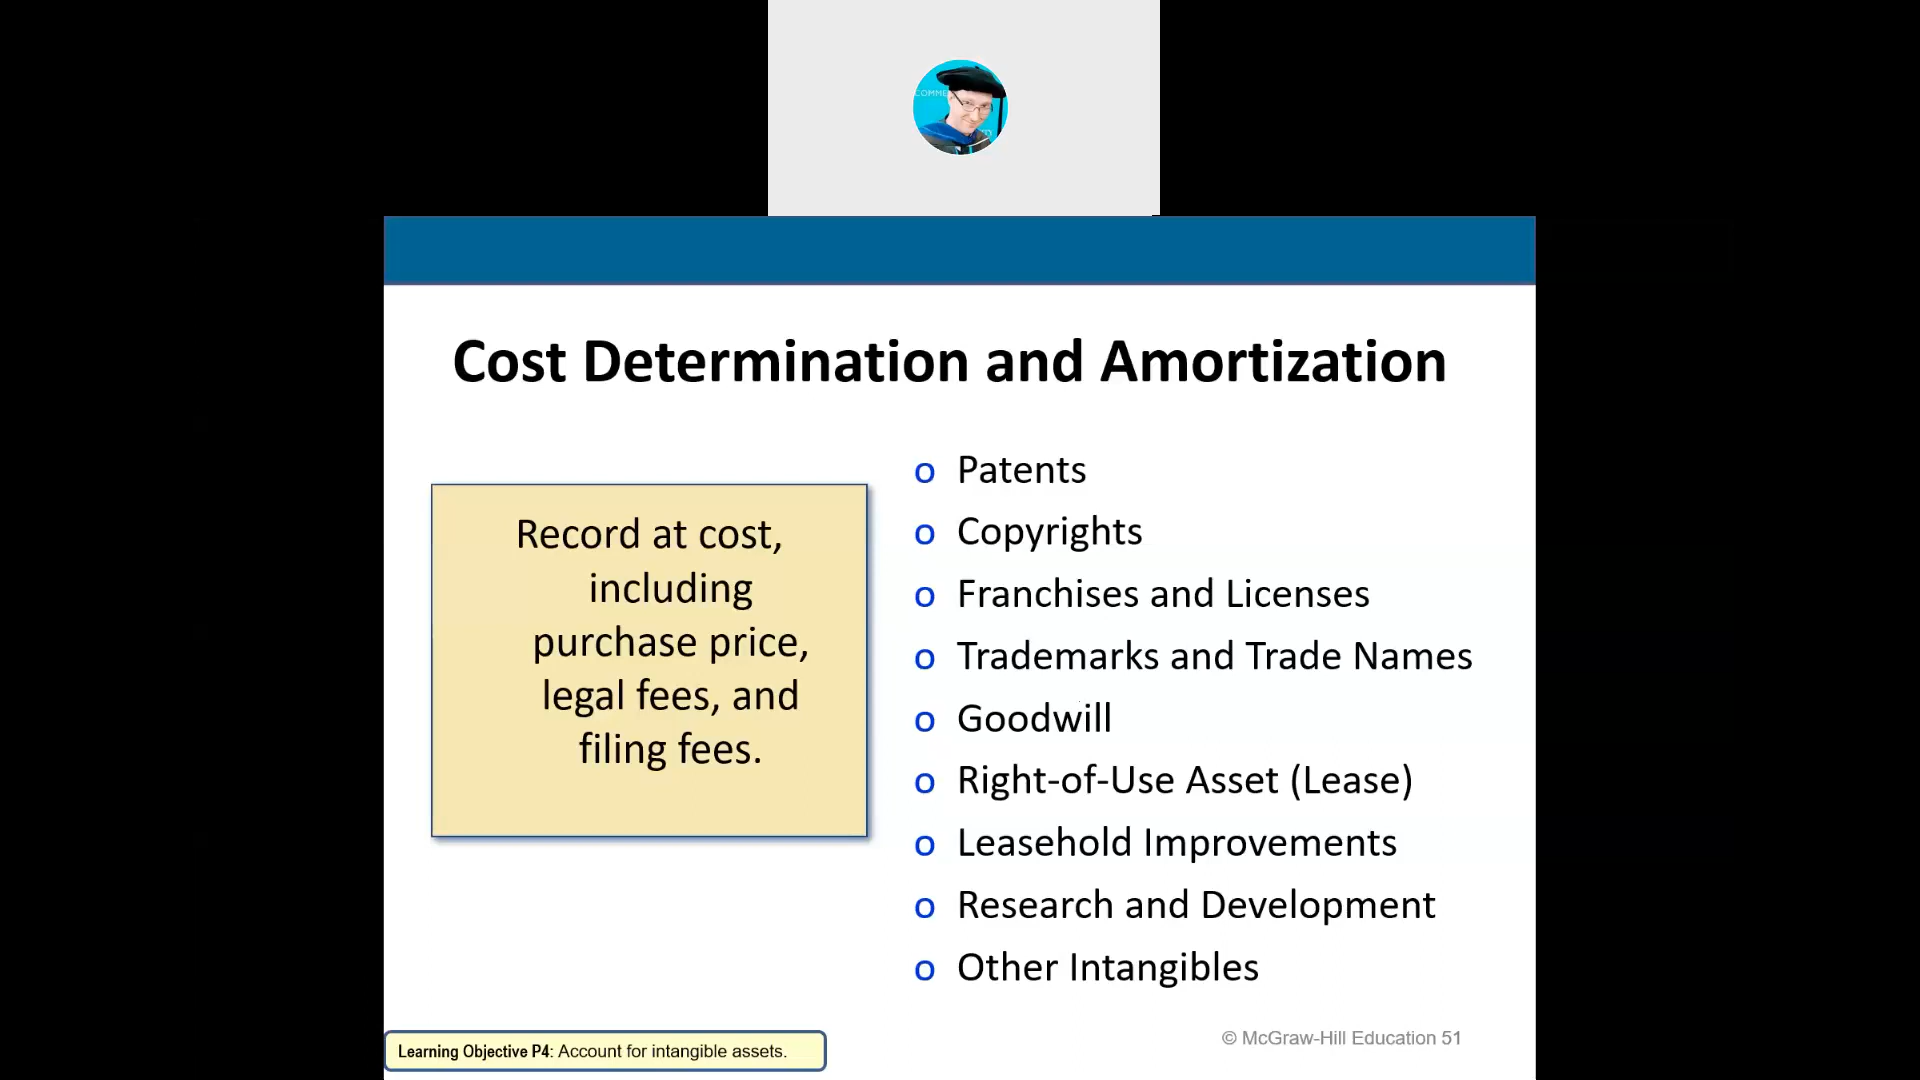 COMME
Cost Determination and Amortization
Record at cost,
including
purchase price,
legal fees, and
filing fees.
o Patents
o Copyrights
o Franchises and Licenses
o Trademarks and Trade Names
o Goodwill
o Right-of-Use Asset (Lease)
o Leasehold Improvements
o Research and Development
o Other Intangibles
Learning Objective P4: Account for intangible assets.
© McGraw-Hill Education 51